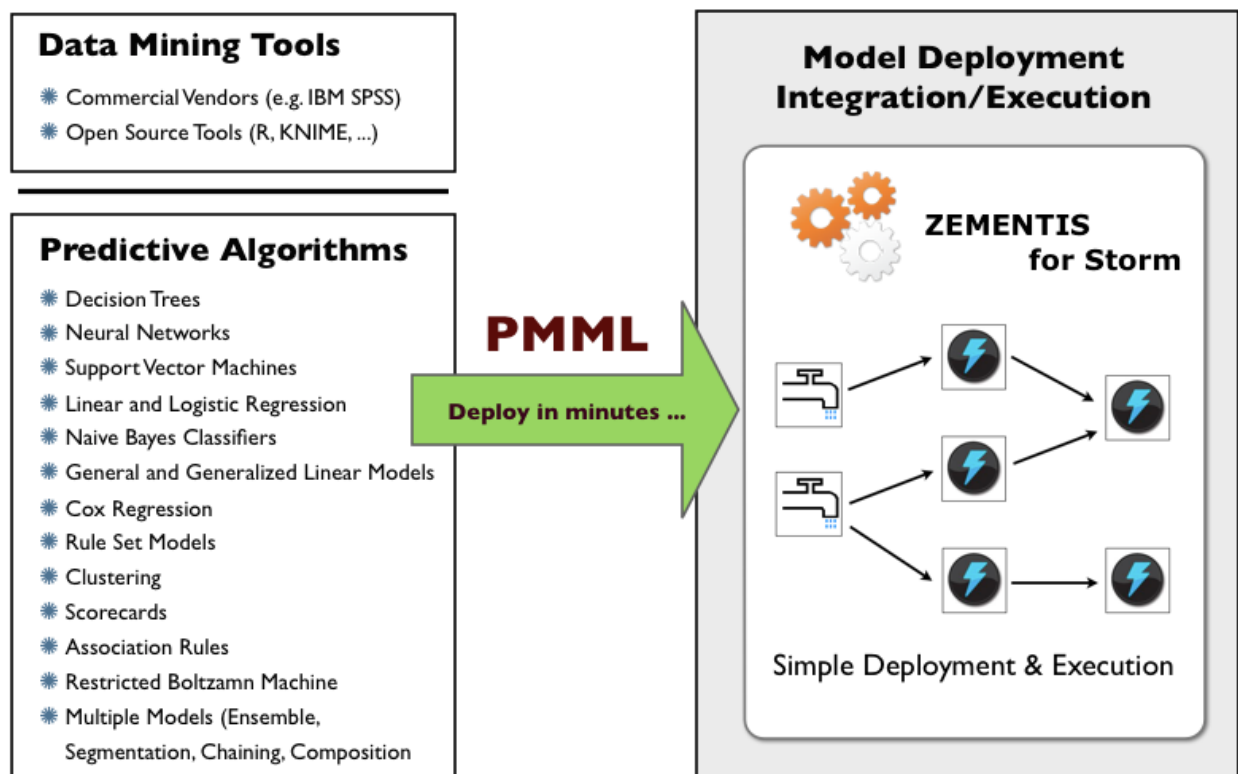 Data Mining Tools
Commercial Vendors (e.g. IBM SPSS)
Open Source Tools (R, KNIME, ...)
Predictive Algorithms
Decision Trees
Neural Networks
Support Vector Machines
Linear and Logistic Regression
Naive Bayes Classifiers
General and Generalized Linear Models
Cox Regression
Rule Set Models
Clustering
Scorecards
Association Rules
Restricted Boltzamn Machine
Multiple Models (Ensemble,
Segmentation, Chaining, Composition
PMML
Deploy in minutes ...
Model Deployment
Integration/Execution
ZEMENTIS
for Storm
Simple Deployment & Execution